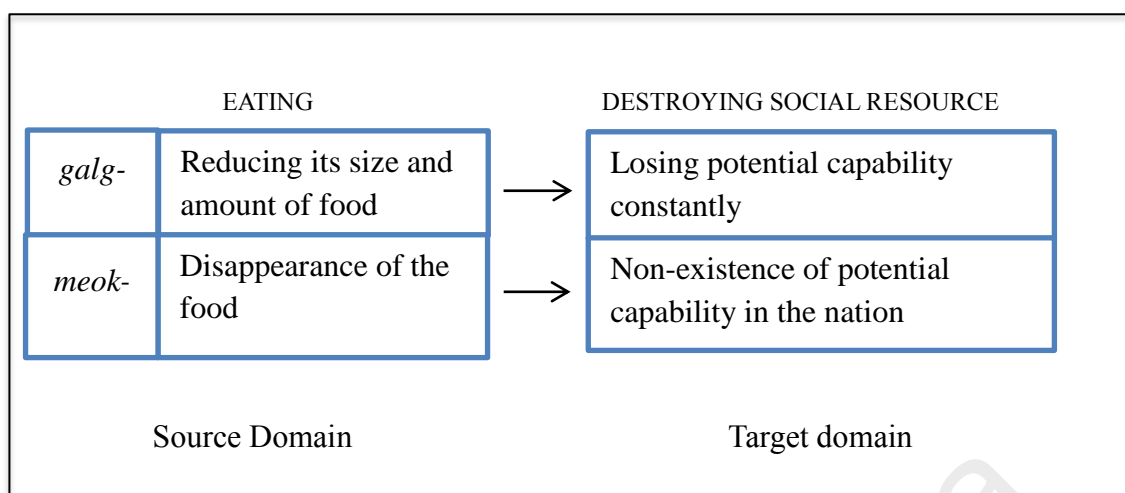 EATING
DESTROYING SOCIAL RESOURCE
galg-
Reducing its size and
amount of food
Losing potential capability
constantly
meok-
Disappearance of the
food
Non-existence of potential
capability in the nation
Source Domain
Target domain